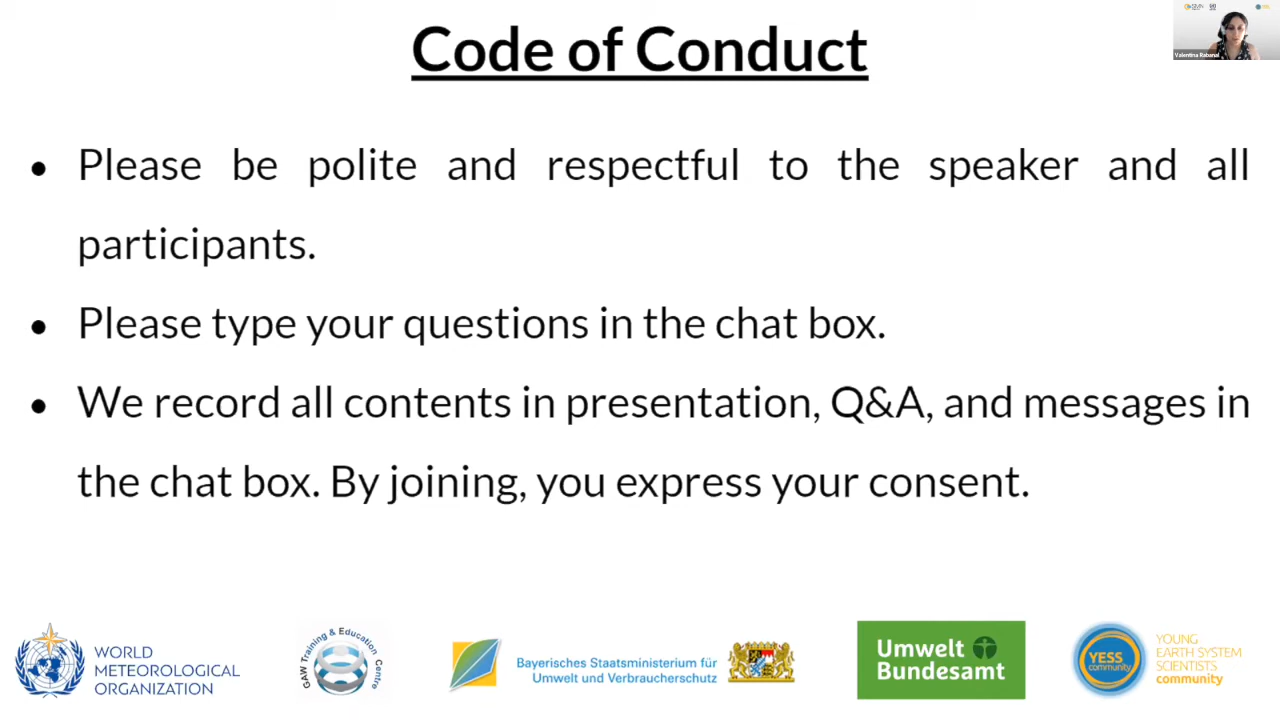 Code of Conduct
Valentina Rabanal
• Please be polite and respectful to the speaker and all
participants.
• Please type your questions in the chat box.
• We record all contents in presentation, Q&A, and messages in
the chat box. By joining, you express your consent.
WORLD
METEOROLOGICAL
ORGANIZATION
GAW Training & Education Centre
Bayerisches Staatsministerium für
Umwelt und Verbraucherschutz
Umwelt
Bundesamt
YESS
community
YOUNG
EARTH SYSTEM
SCIENTISTS
community